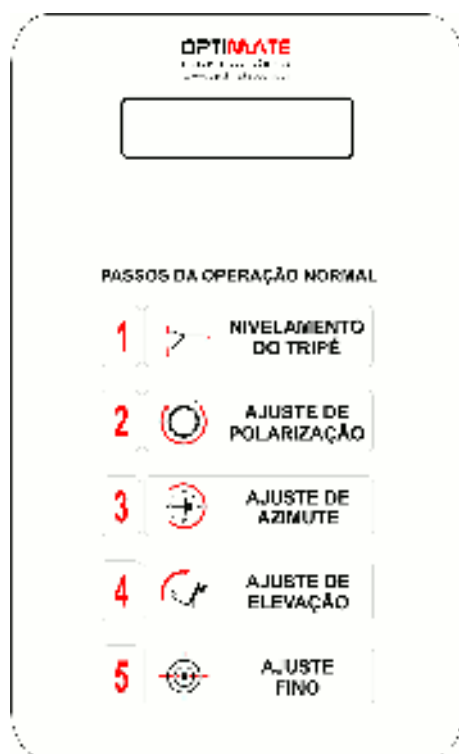 OPTIMATE
PASSOS DA OPERAÇÃO NORMAL
1
NIVELAMENTO
DO TRIPÉ
2
AJUSTE DE
POLARIZAÇÃO
3
AJUSTE DE
AZIMUTE
4
AJUSTE DE
ELEVAÇÃO
5
AJUSTE
FINO